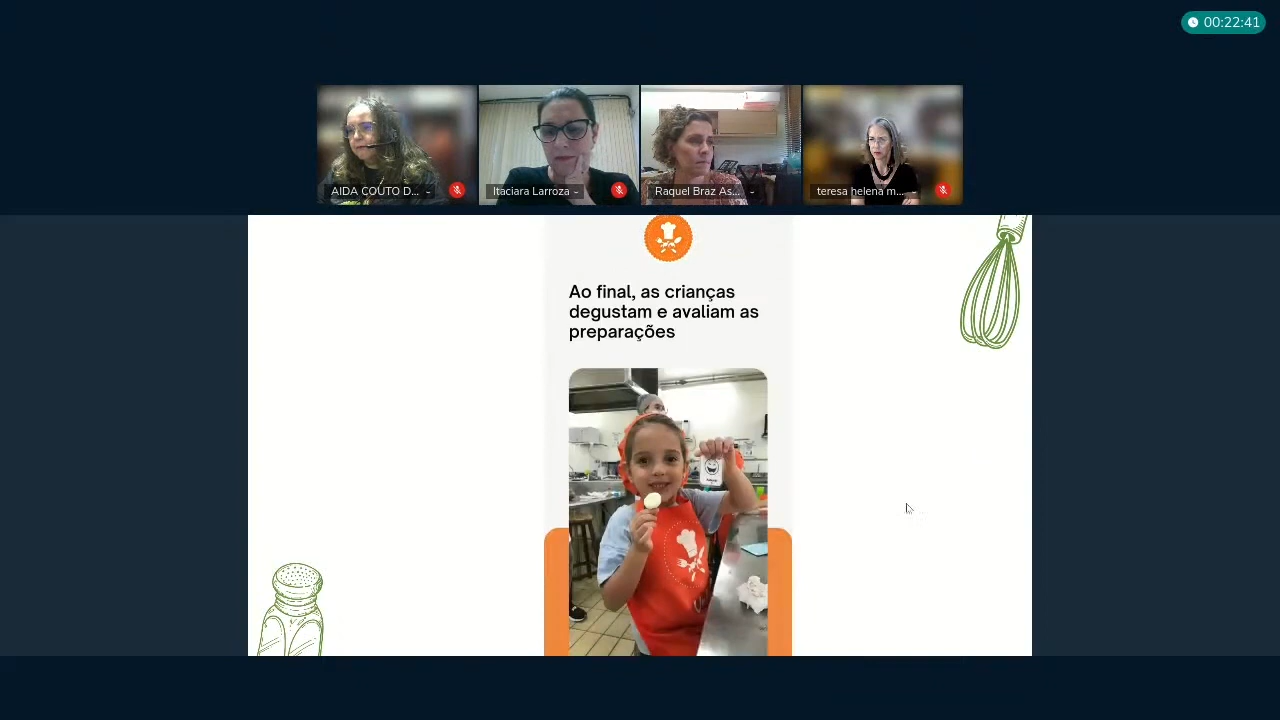 00:22:41
AIDA COUTO D...
Itaciara Larroza
Raquel Braz As...
teresa helena m...
Ao final, as crianças
degustam e avaliam as
preparações